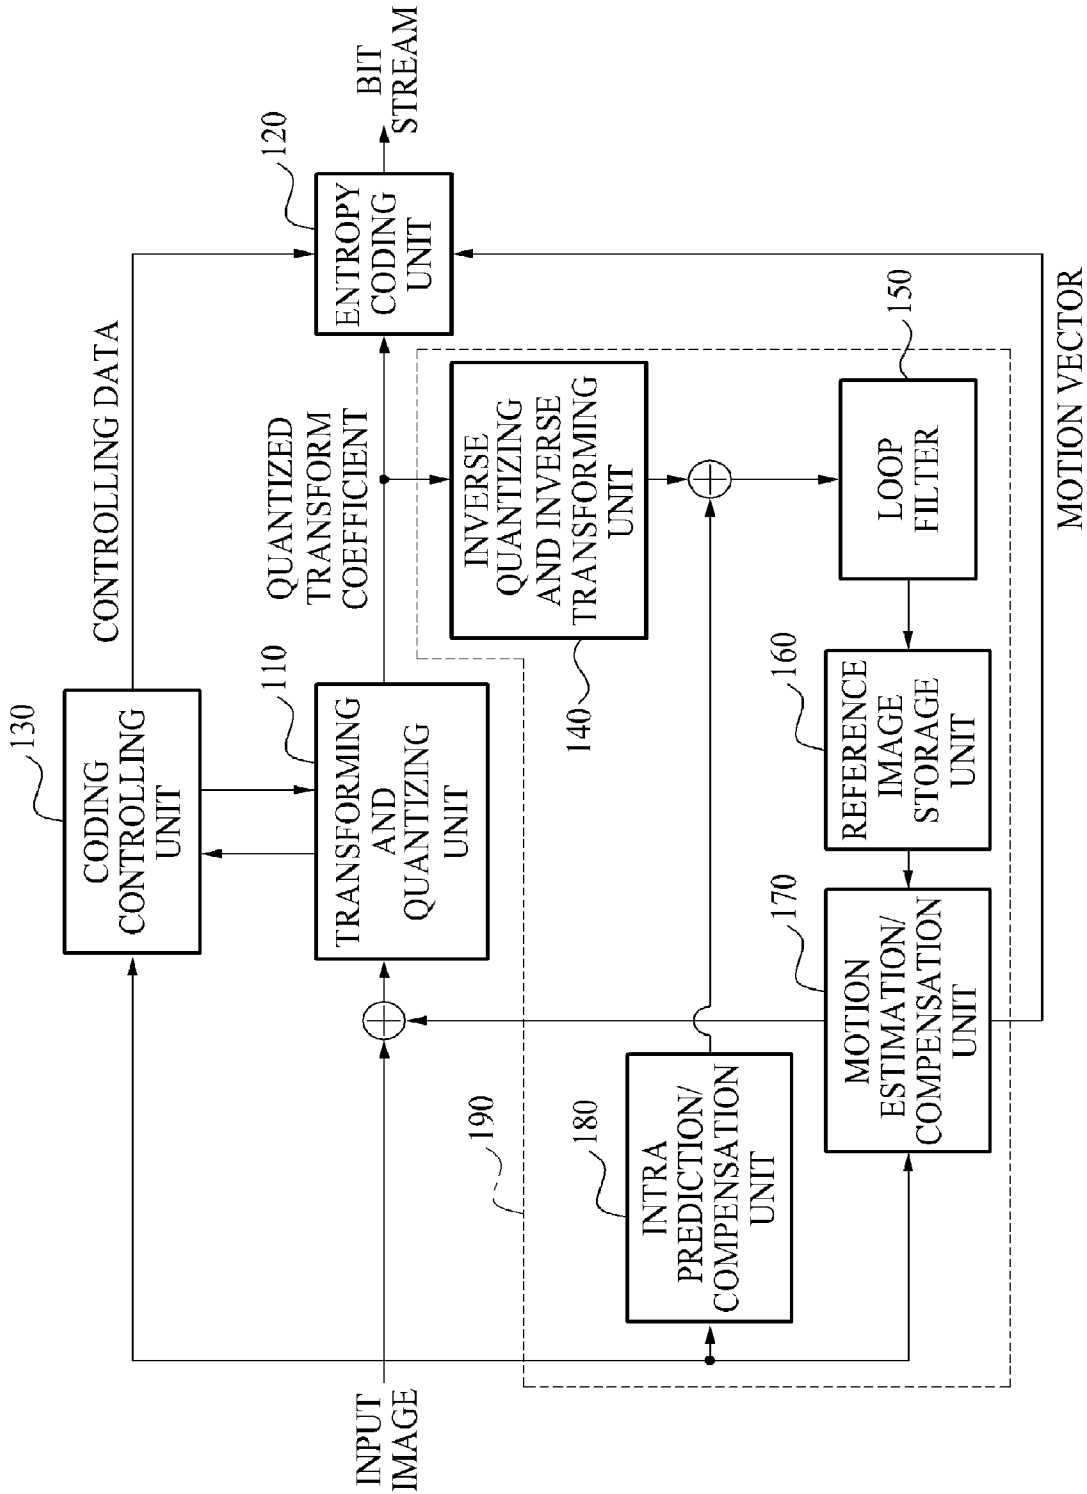 130
CODING
CONTROLLING
UNIT
CONTROLLING DATA
110
TRANSFORMING
AND
QUANTIZING
UNIT
QUANTIZED
TRANSFORM
COEFFICIENT
120
ENTROPY
CODING
UNIT
BIT
STREAM
INPUT
IMAGE
190
140
INVERSE
QUANTIZING
AND INVERSE
TRANSFORMING
UNIT
180
INTRA
PREDICTION/
COMPENSATION
UNIT
170
MOTION
ESTIMATION/
COMPENSATION
UNIT
160
REFERENCE
IMAGE
STORAGE
UNIT
150
LOOP
FILTER
MOTION VECTOR